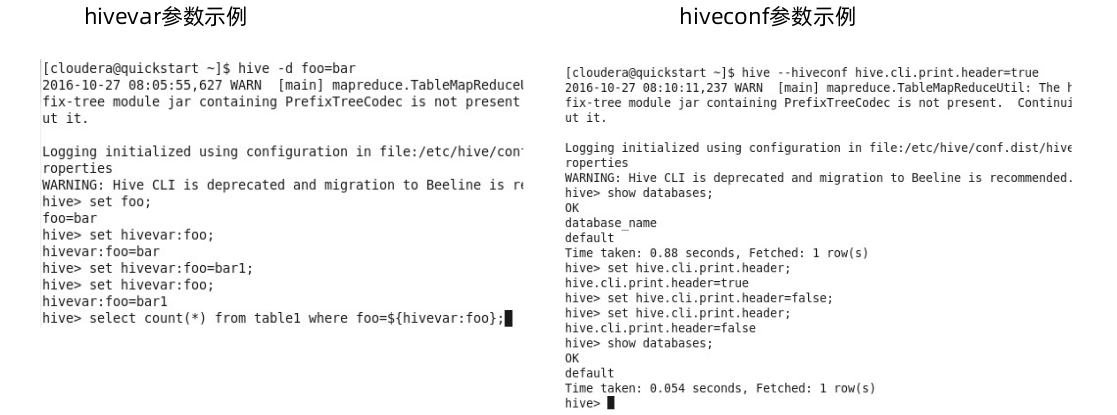 hivevar参数示例
[cloudera@quickstart ~]$ hive -d foo=bar
2016-10-27 08:05:55,627 WARN  [main] mapreduce.TableMapReduceU
fix-tree module jar containing PrefixTreeCodec is not present
ut it.
Logging initialized using configuration in file:/etc/hive/con
roperties
WARNING: Hive CLI is deprecated and migration to Beeline is re
hive> set foo;
foo=bar
hive> set hivevar:foo;
hivevar:foo=bar
hive> set hivevar:foo=bar1;
hive> set hivevar:foo;
hivevar:foo=bar1
hive> select count(*) from table1 where foo=${hivevar:foo};
hiveconf参数示例
[cloudera@quickstart ~]$ hive --hiveconf hive.cli.print.header=true
2016-10-27 08:10:11,237 WARN  [main] mapreduce.TableMapReduceUtil: The h
fix-tree module jar containing PrefixTreeCodec is not present.  Continui
ut it.
Logging initialized using configuration in file:/etc/hive/conf.dist/hive
roperties
WARNING: Hive CLI is deprecated and migration to Beeline is recommended.
hive> show databases;
OK
database_name
default
Time taken: 0.88 seconds, Fetched: 1 row(s)
hive> set hive.cli.print.header;
hive.cli.print.header=true
hive> set hive.cli.print.header=false;
hive> set hive.cli.print.header;
hive.cli.print.header=false
hive> show databases;
OK
default
Time taken: 0.054 seconds, Fetched: 1 row(s)
hive>